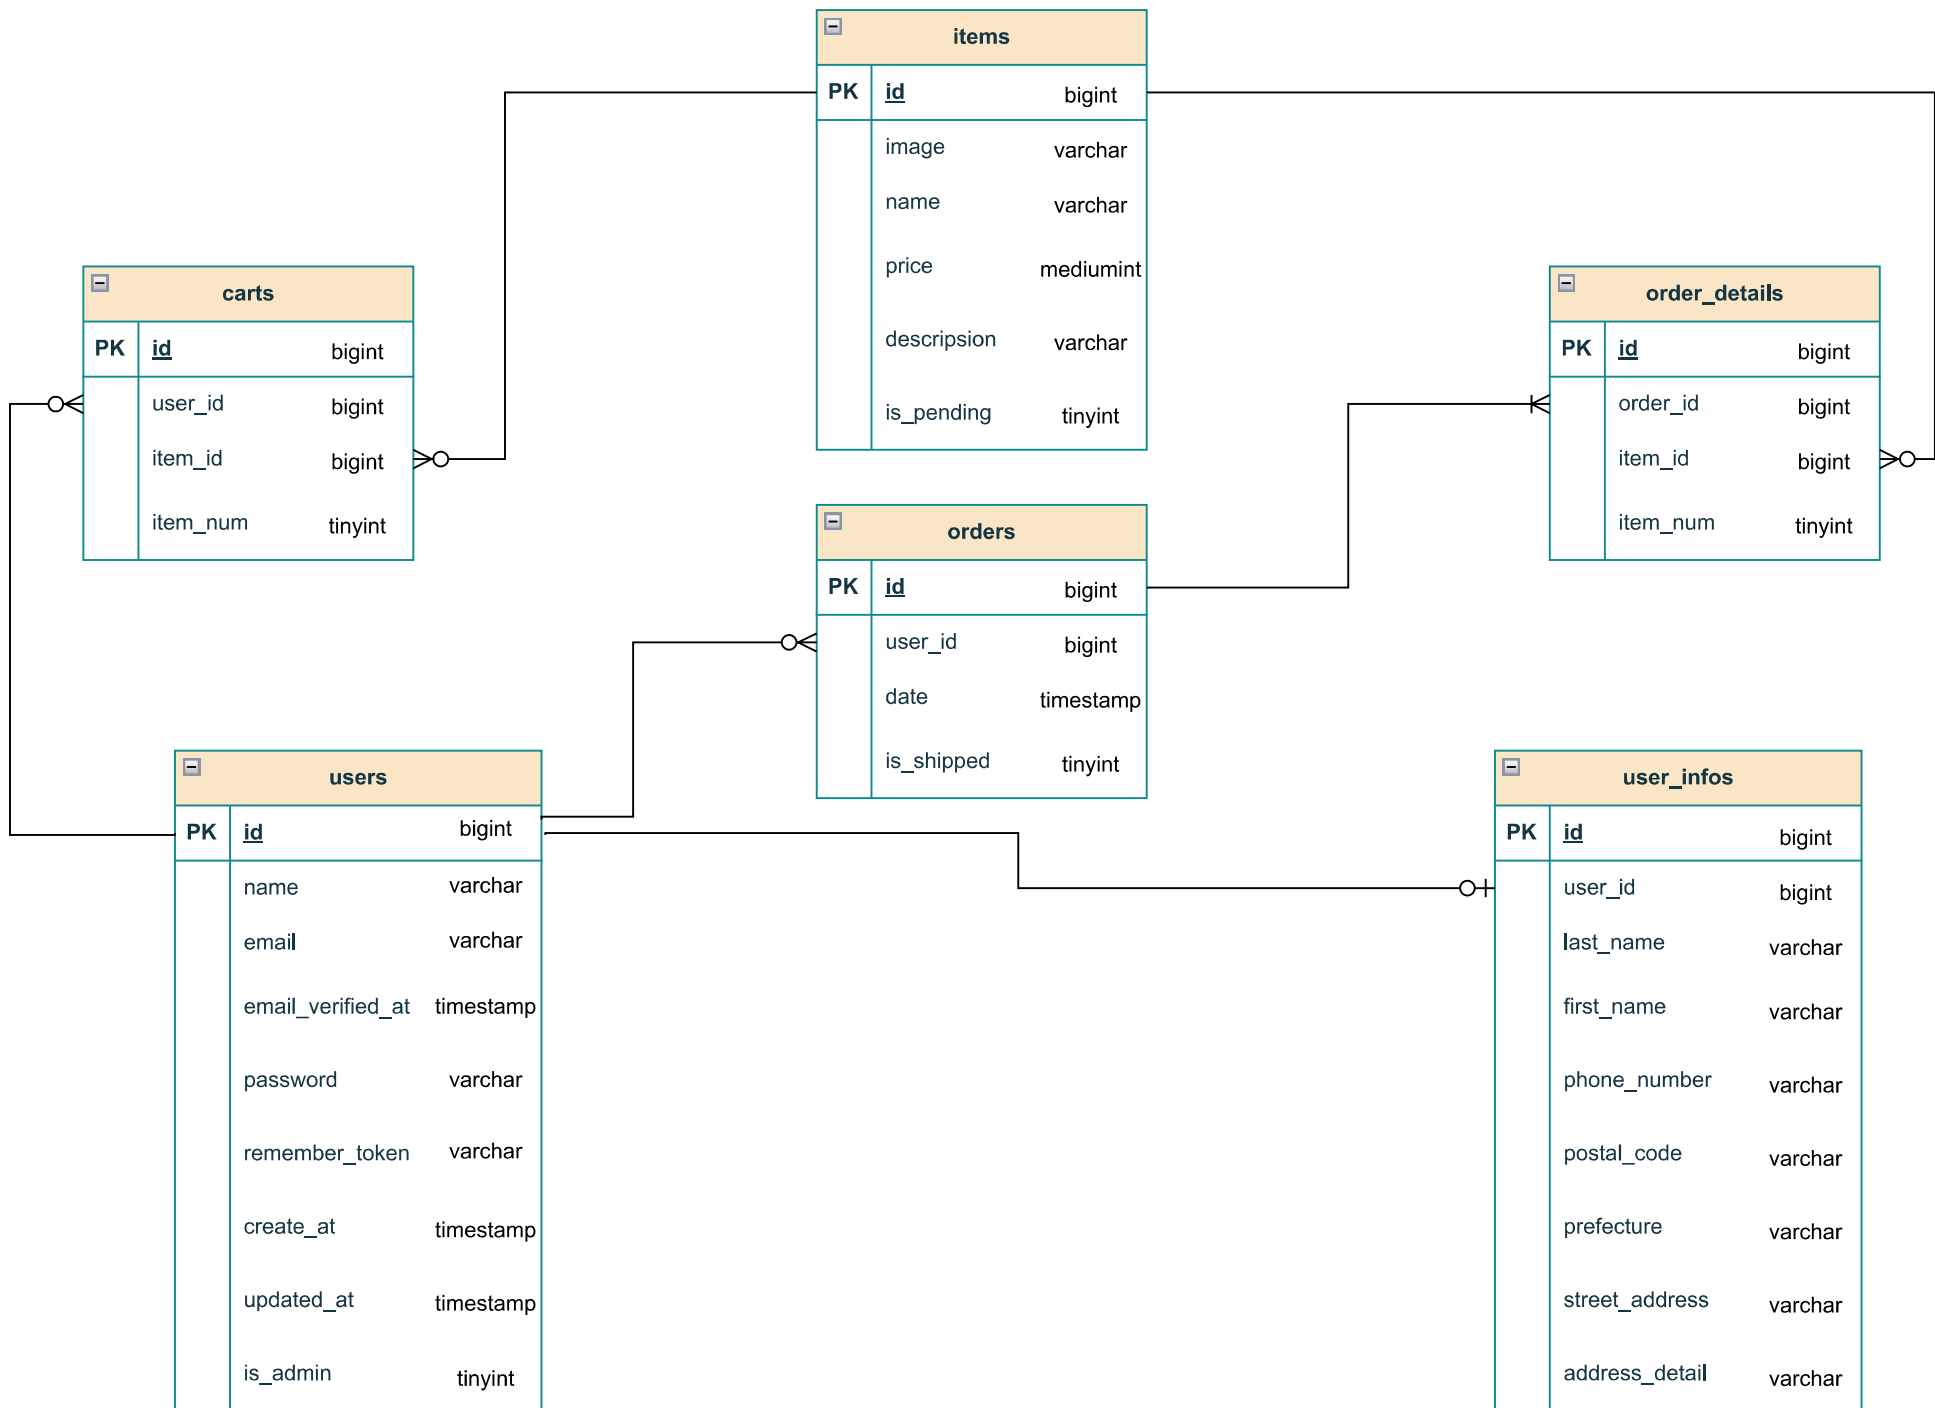 items
PK id bigint
image varchar
name varchar
price mediumint
descripsion varchar
is_pending tinyint
carts
PK id bigint
user_id bigint
item_id bigint
item_num tinyint
order_details
PK id bigint
order_id bigint
item_id bigint
item_num tinyint
orders
PK id bigint
user_id bigint
date timestamp
is_shipped tinyint
users
PK id bigint
name varchar
email varchar
email_verified_at timestamp
password varchar
remember_token varchar
create_at timestamp
updated_at timestamp
is_admin tinyint
user_infos
PK id bigint
user_id bigint
last_name varchar
first_name varchar
phone_number varchar
postal_code varchar
prefecture varchar
street_address varchar
address_detail varchar